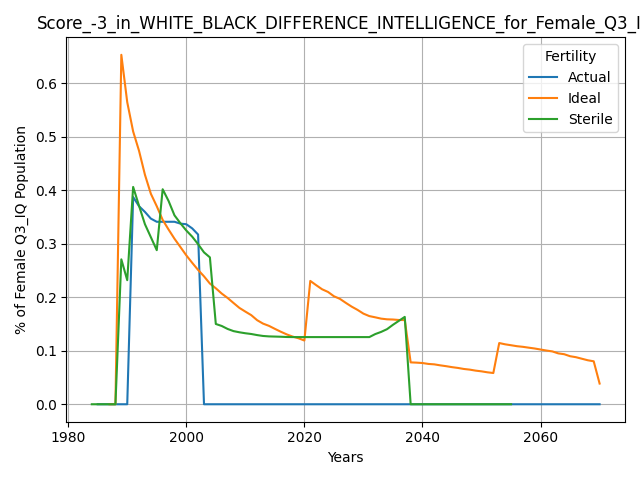 Score_-3_in_WHITE_BLACK_DIFFERENCE_INTELLIGENCE_for_Female_Q3_I
Fertility
Actual
Ideal
Sterile
% of Female Q3_IQ Population
0.6
0.5
0.4
0.3
0.2
0.1
0.0
1980 2000 2020 2040 2060
Years